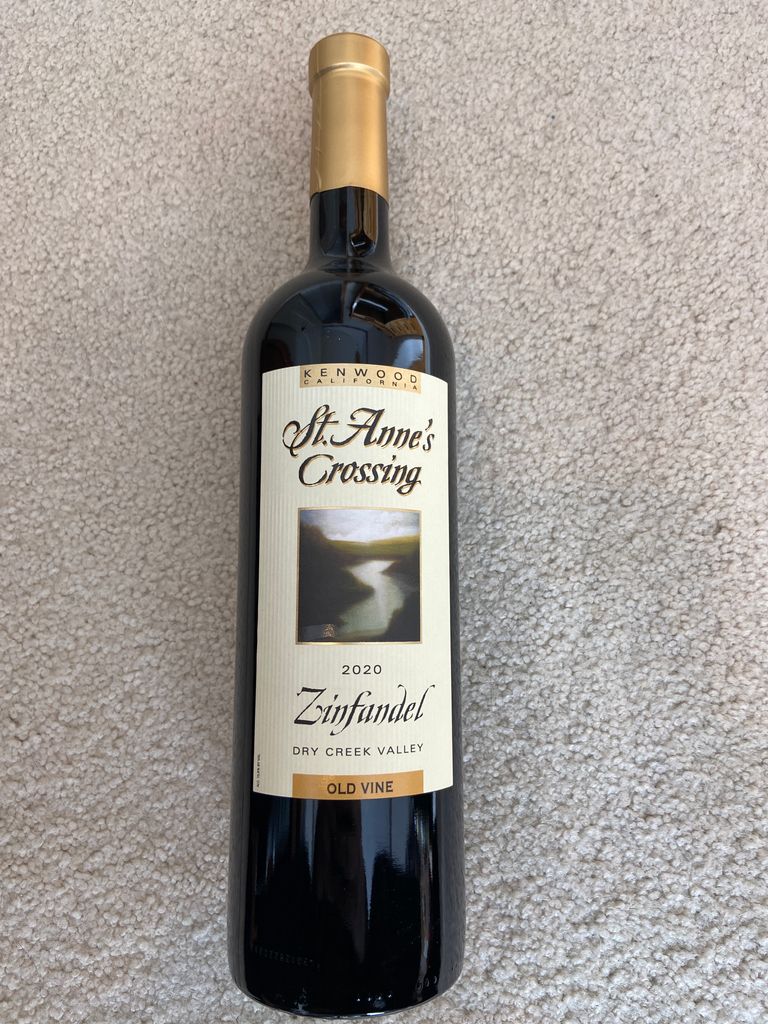 KENWOOD
CALIFORNIA
St. Anne's
Crossing
2020
Zinfandel
DRY CREEK VALLEY
OLD VINE